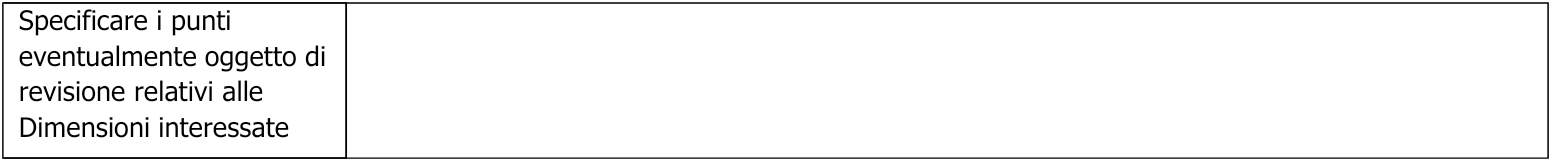 Specificare i punti
eventualmente oggetto di
revisione relativi alle
Dimensioni interessate